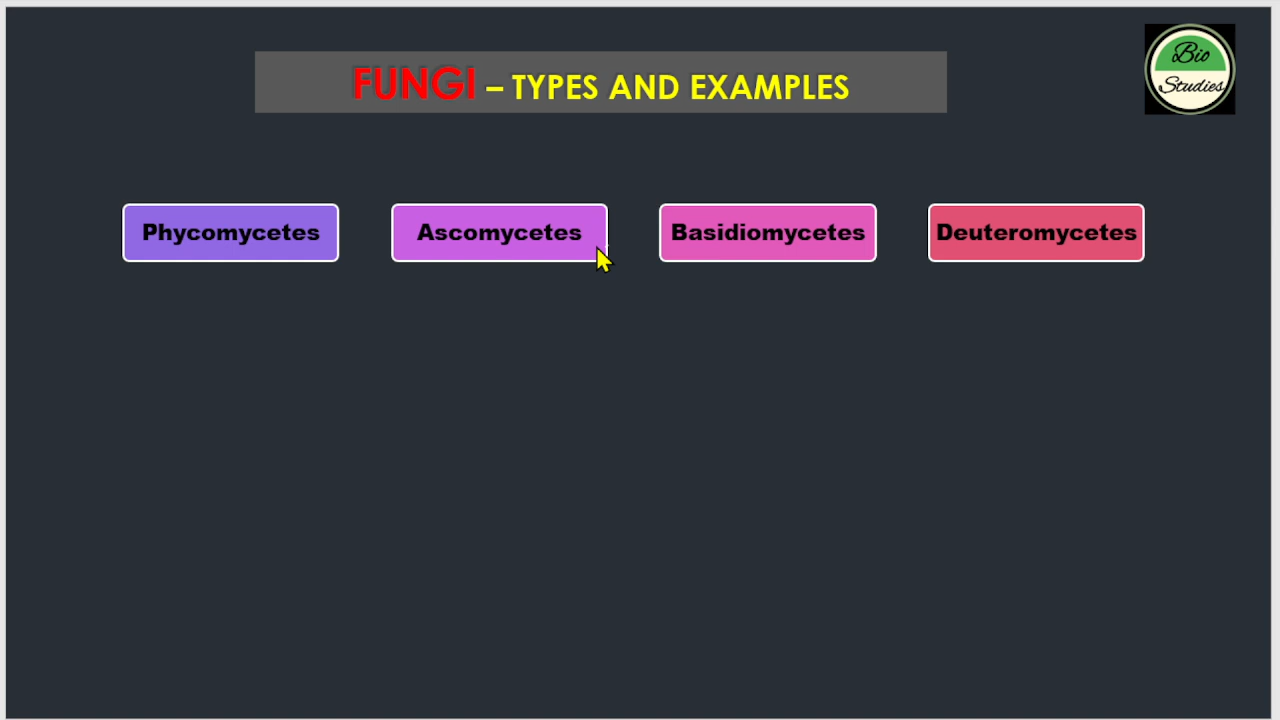 FUNGI – TYPES AND EXAMPLES
Bio
Studies
Phycomycetes
Ascomycetes
Basidiomycetes
Deuteromycetes